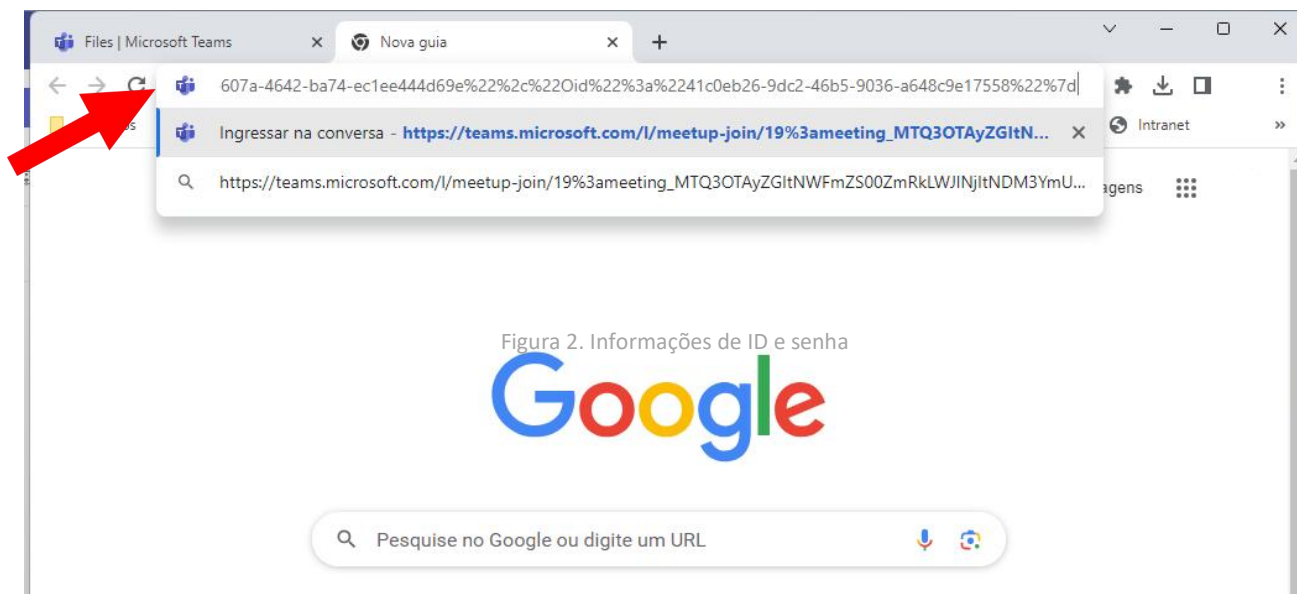 Files | Microsoft Teams
Nova guia
607a-4642-ba74-ec1ee444d69e%22%2c%22Oid%22%3a%2241c0eb26-9dc2-46b5-9036-a648c9e17558%22%7d
Intranet
Ingressar na conversa - https://teams.microsoft.com/l/meetup-join/19%3ameeting_MTQ3OTAyZGItN...
https://teams.microsoft.com/l/meetup-join/19%3ameeting_MTQ3OTAyZGItNWFmZS00ZmRkLWJlNjItNDM3YmU...
agens
Figura 2. Informações de ID e senha
Google
Pesquise no Google ou digite um URL